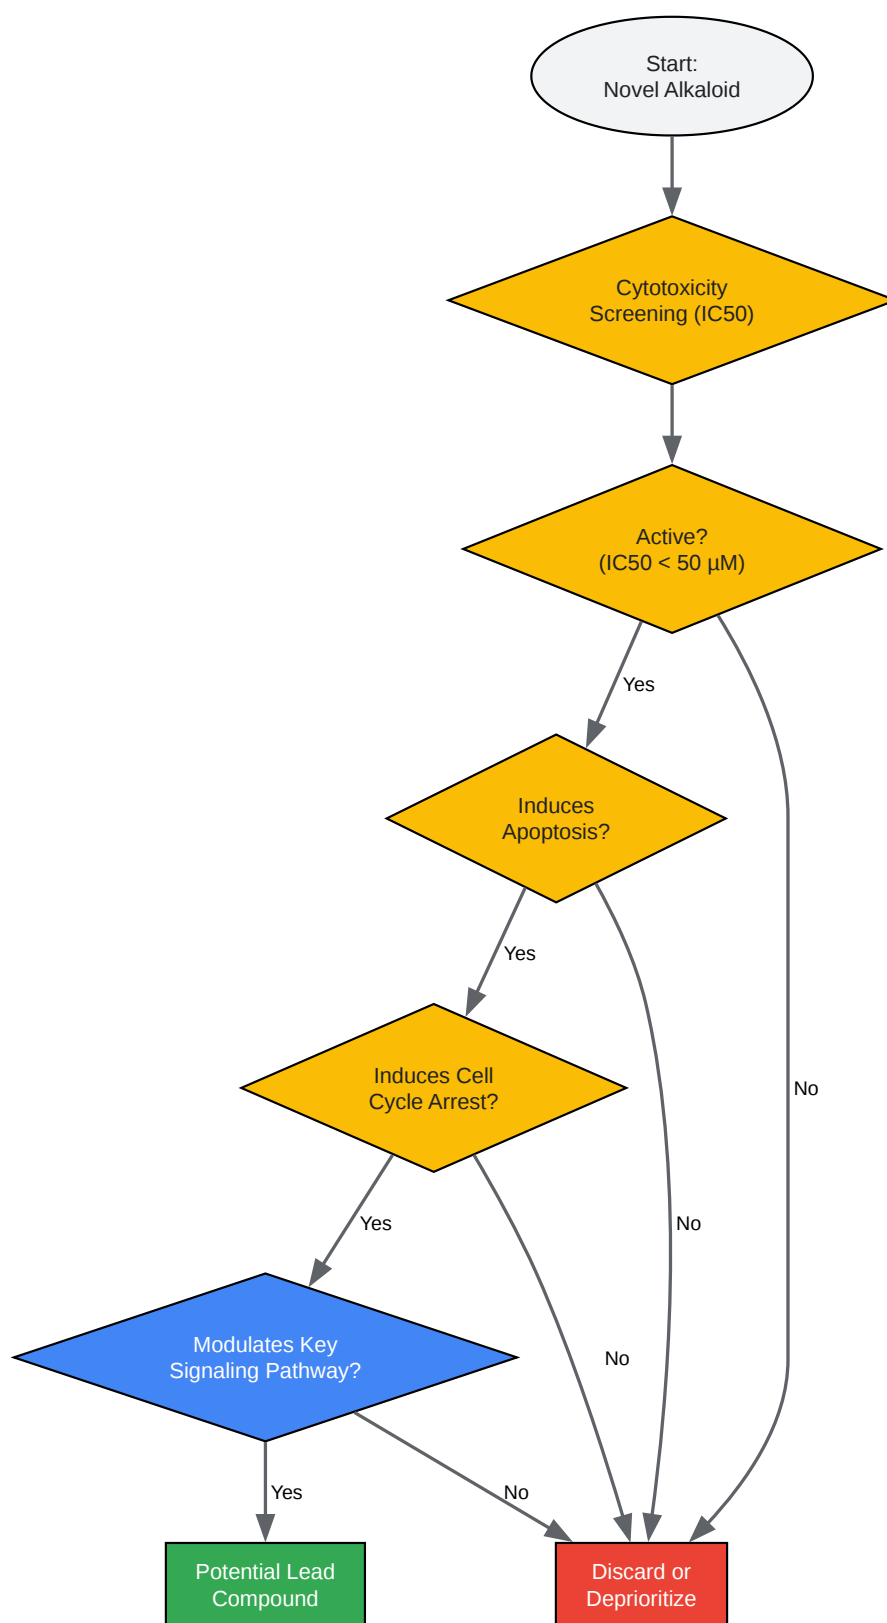 Start:
Novel Alkaloid
Cytotoxicity
Screening (IC50)
Active?
(IC50 < 50 µM)
Yes
Induces
Apoptosis?
Yes
Induces Cell
Cycle Arrest?
No
Yes
No
Modulates Key
Signaling Pathway?
No
Yes
No
Potential Lead
Compound
Discard or
Deprioritize